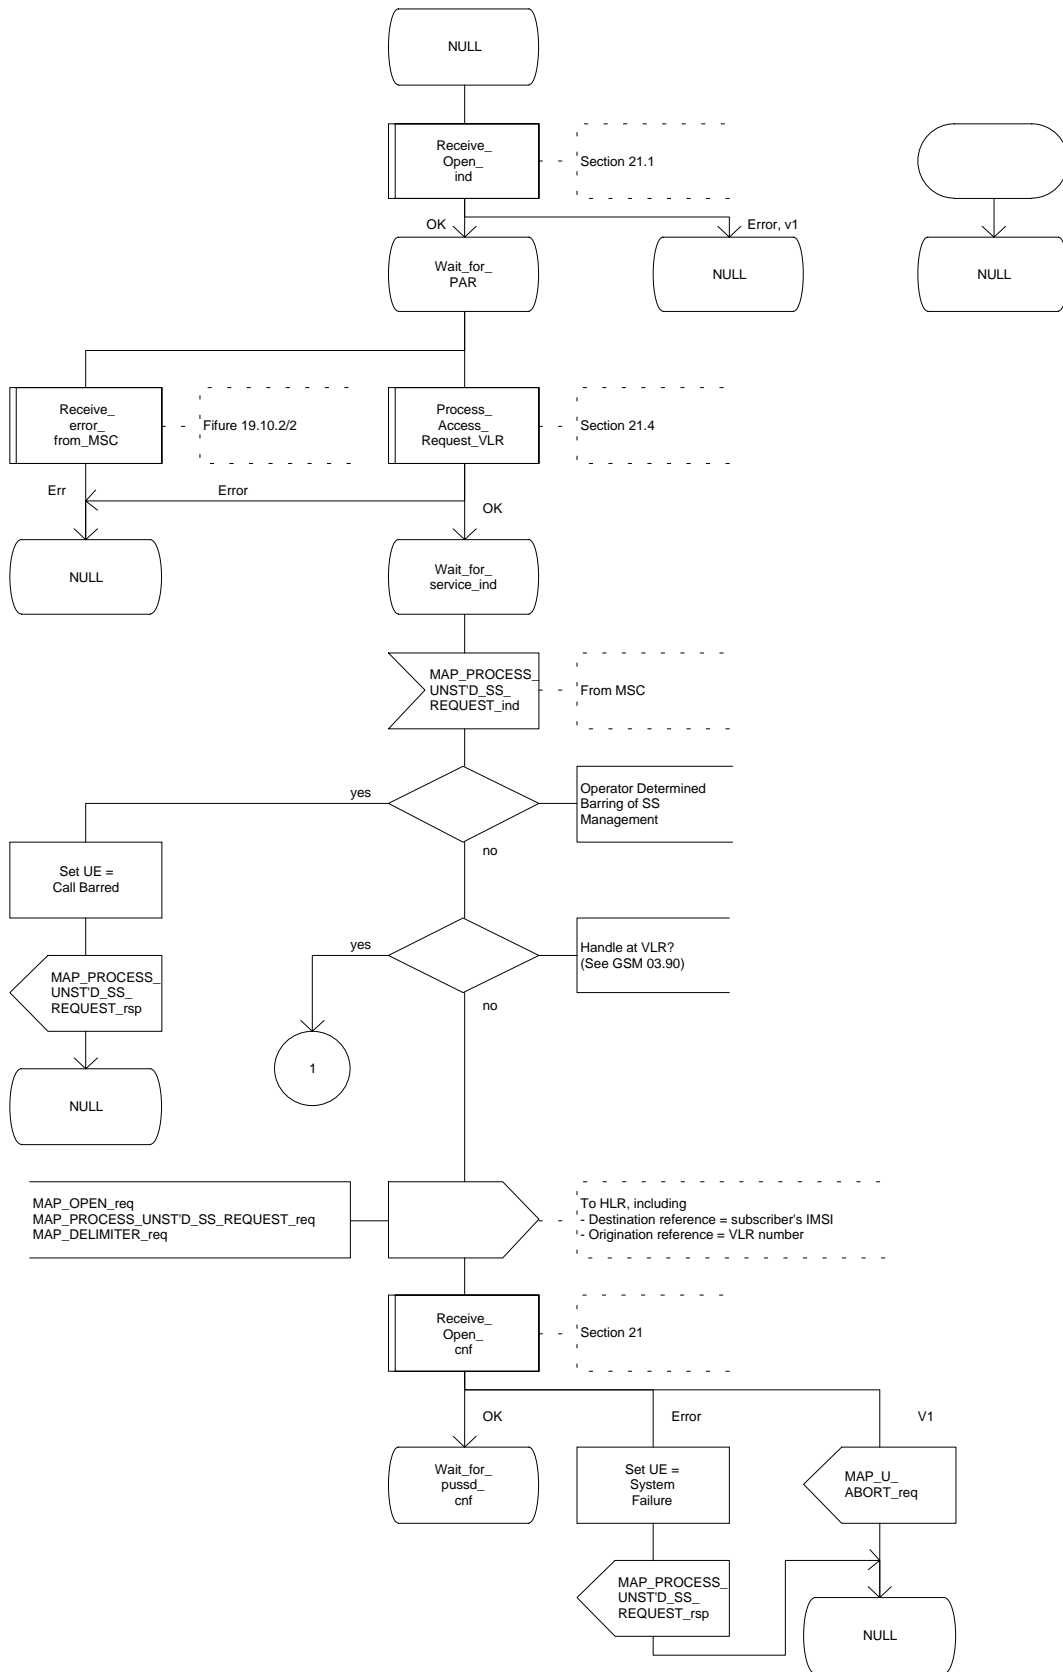 NULL
Receive_
Open_
ind
Section 21.1
OK
Error, v1
Wait_for_
PAR
NULL
NULL
Receive_
error_
from_MSC
Fifure 19.10.2/2
Process_
Access_
Request_VLR
Section 21.4
Err
Error
OK
NULL
Wait_for_
service_ind
MAP_PROCESS_
UNST'D_SS_
REQUEST_ind
From MSC
yes
Operator Determined
Barring of SS
Management
no
Set UE =
Call Barred
yes
Handle at VLR?
(See GSM 03.90)
no
MAP_PROCESS_
UNST'D_SS_
REQUEST_rsp
1
NULL
MAP_OPEN_req
MAP_PROCESS_UNST'D_SS_REQUEST_req
MAP_DELIMITER_req
To HLR, including
- Destination reference = subscriber's IMSI
- Origination reference = VLR number
Receive_
Open_
cnf
Section 21
OK
Error
V1
Wait_for_
pussd_
cnf
Set UE =
System
Failure
MAP_U_
ABORT_req
MAP_PROCESS_
UNST'D_SS_
REQUEST_rsp
NULL